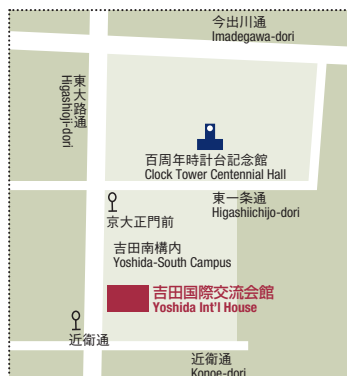 今出川通
Imadegawa-dori
東大路通
Higashioji-dori
百周年時計台記念館
Clock Tower Centennial Hall
東一条通
Higashiichijo-dori
京大正門前
吉田南構内
Yoshida-South Campus
吉田国際交流会館
Yoshida Int'l House
近衛通
近衛通
Konoe-dori